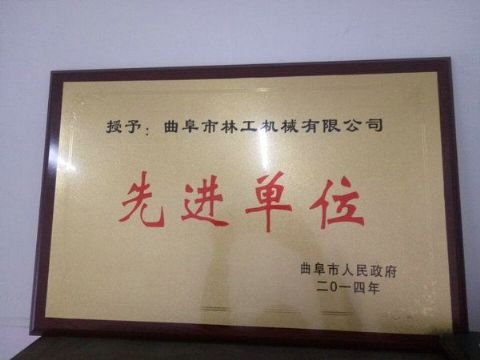 授予：曲阜市林工机械有限公司
先进单位
曲阜市人民政府
二〇一四年